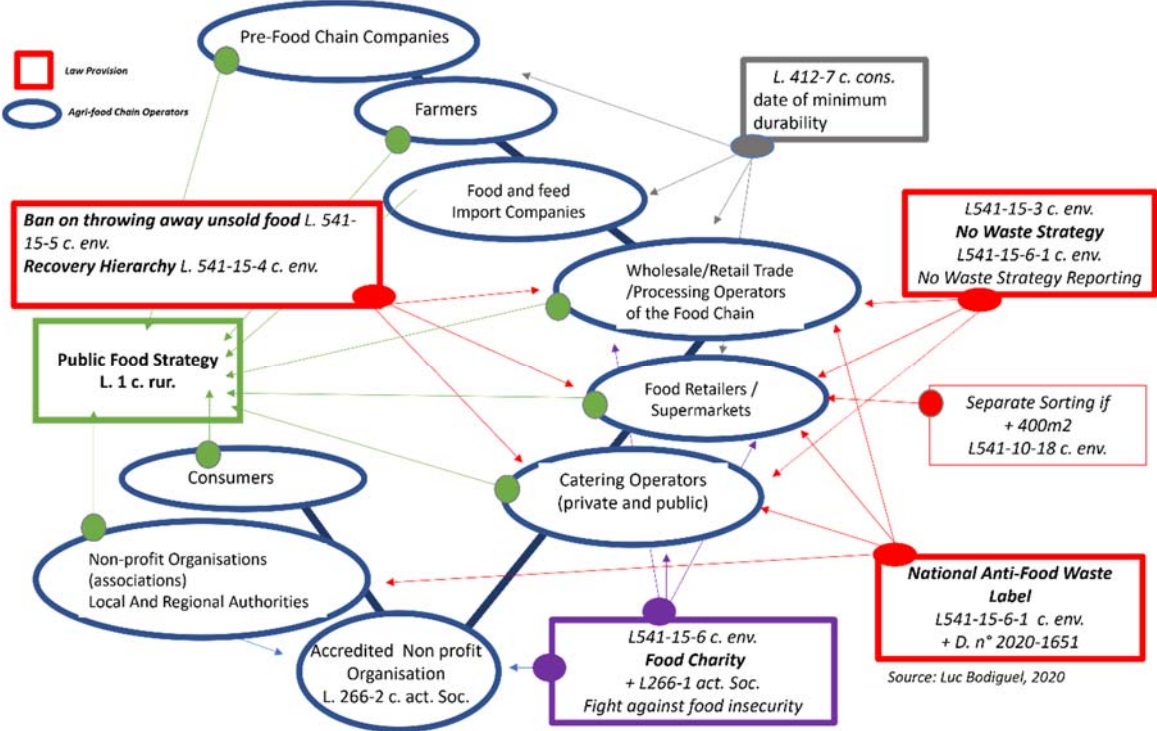 Pre-Food Chain Companies
Law Provision
Agri-food Chain Operators
L. 412-7 c. cons.
date of minimum
durability
Farmers
Food and feed
Import Companies
Ban on throwing away unsold food L. 541-
15-5 c. env.
Recovery Hierarchy L. 541-15-4 c. env.
L541-15-3 c. env.
No Waste Strategy
L541-15-6-1 c. env.
No Waste Strategy Reporting
Wholesale/Retail Trade
/Processing Operators
of the Food Chain
Public Food Strategy
L. 1 c. rur.
Food Retailers /
Supermarkets
Separate Sorting if
+ 400m2
L541-10-18 c. env.
Consumers
Catering Operators
(private and public)
Non-profit Organisations
(associations)
Local And Regional Authorities
National Anti-Food Waste
Label
L541-15-6-1 c. env.
+ D. n° 2020-1651
Accredited Non profit
Organisation
L. 266-2 c. act. Soc.
L541-15-6 c. env.
Food Charity
+ L266-1 act. Soc.
Fight against food insecurity
Source: Luc Bodiguel, 2020